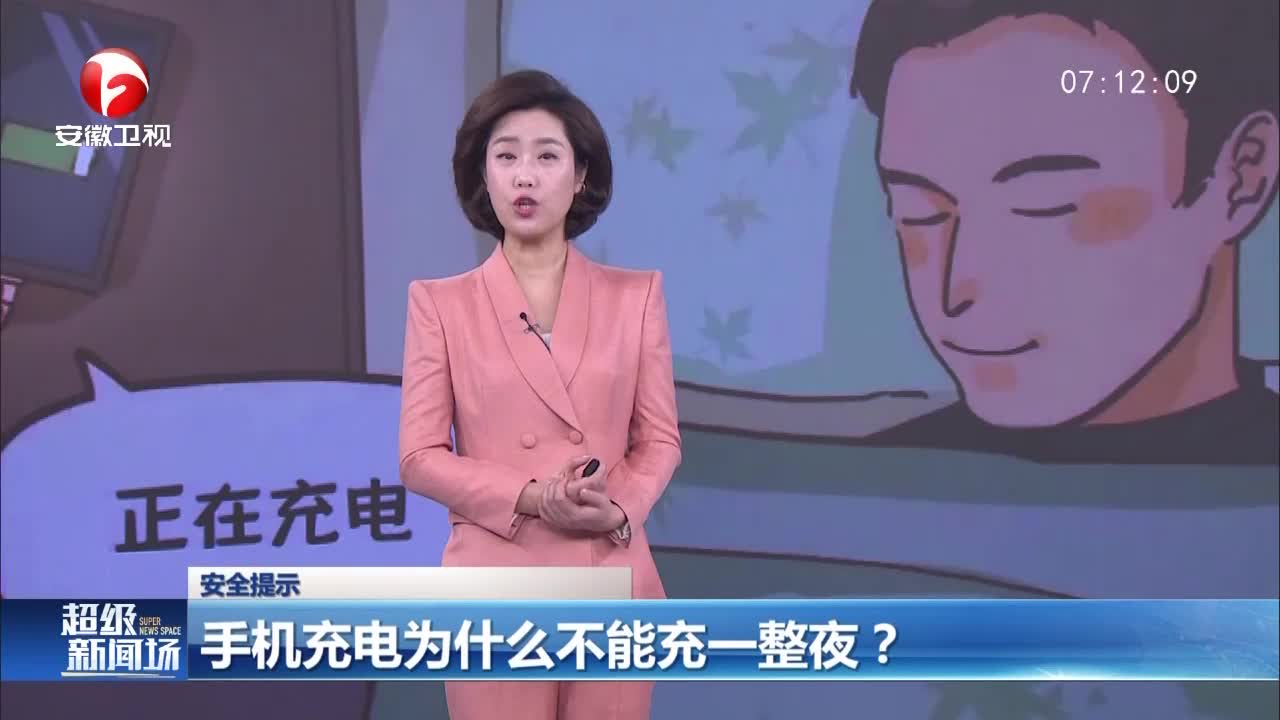 安徽卫视
07:12:09
正在充电
安全提示
超级
新闻场
SUPER
NEWS SPACE
手机充电为什么不能充一整夜？